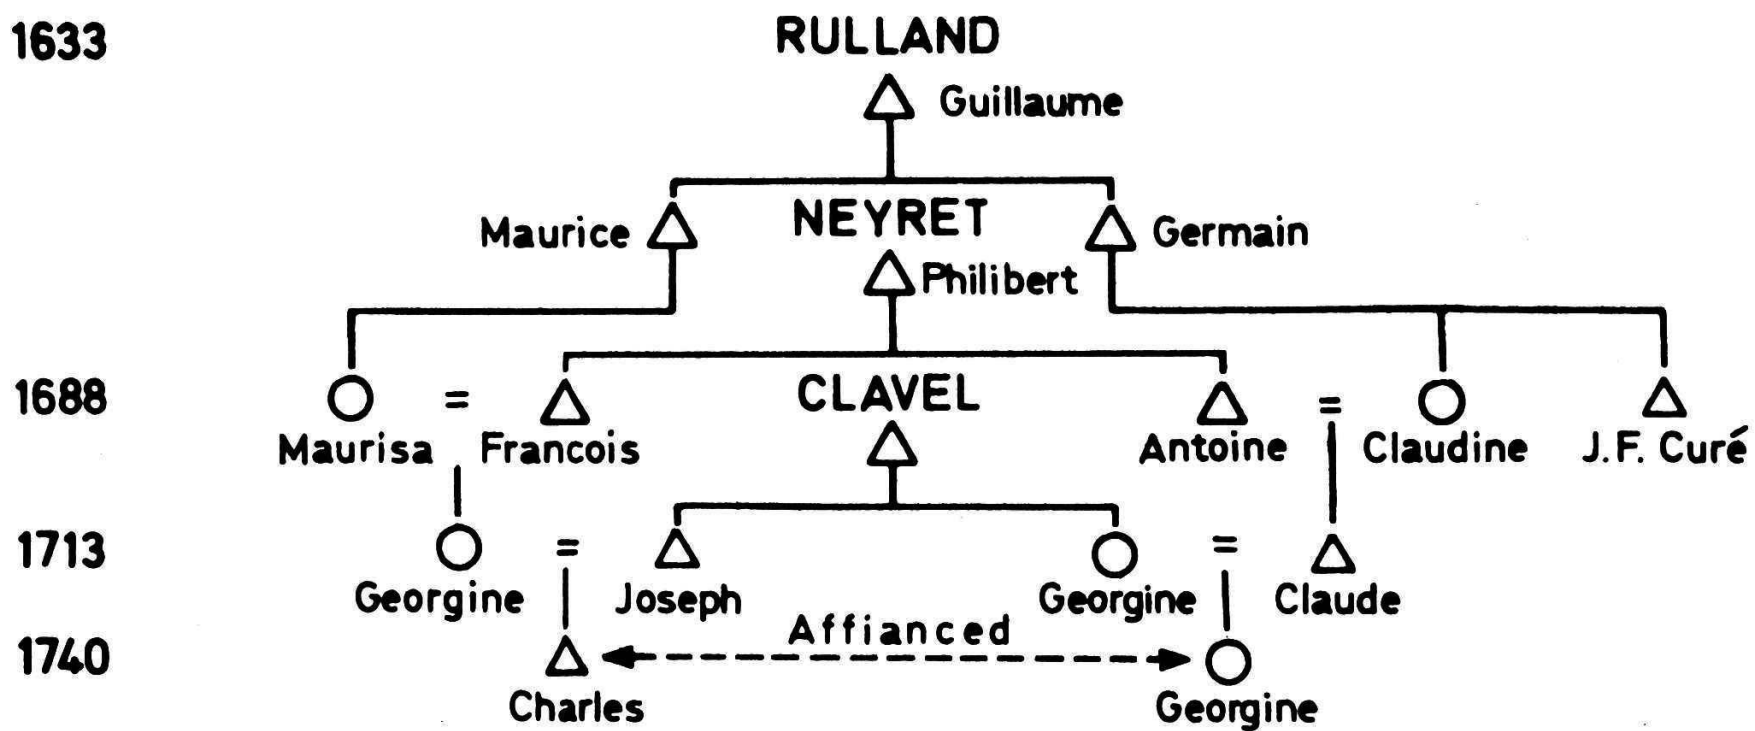 1633 RULLAND
Guillaume
Maurice NEYRET Germain
Philibert
1688 = CLAVEL =
Maurisa Francois Antoine Claudine J.F. Curé
1713 = =
Georgine Joseph Georgine Claude
Affianced
1740
Charles Georgine